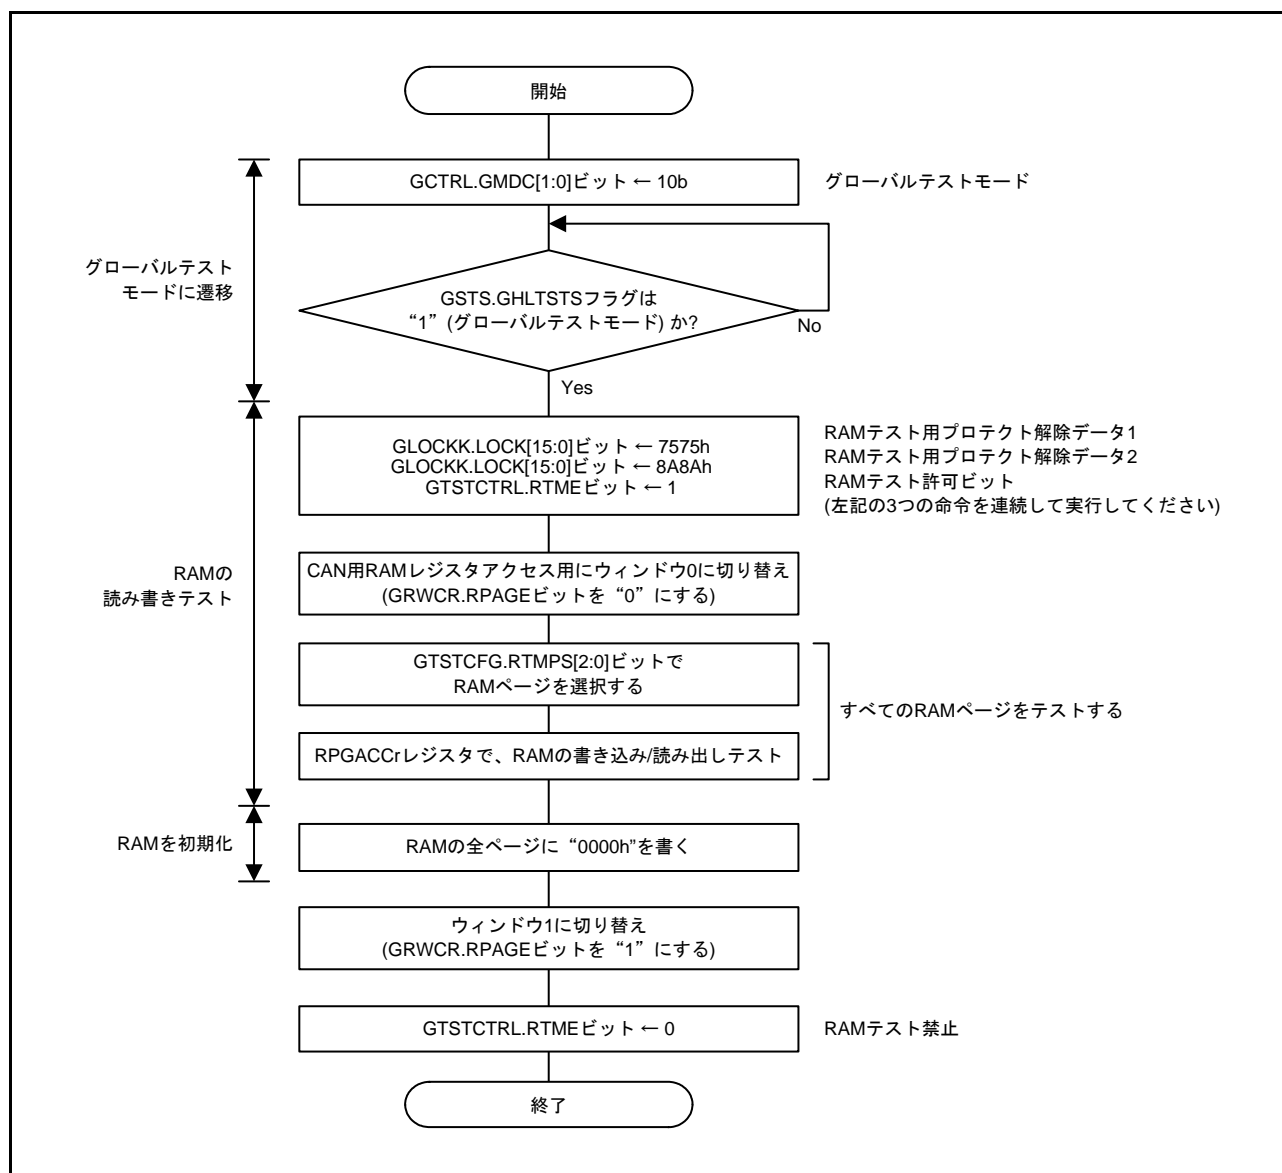 開始
GCTRL.GMDC[1:0]ビット ← 10b
グローバルテストモード
グローバルテスト
モードに遷移
GSTS.GHLTSTSフラグは
“1” (グローバルテストモード) か?
No
Yes
GLOCKK.LOCK[15:0]ビット ← 7575h
GLOCKK.LOCK[15:0]ビット ← 8A8Ah
GTSTCTRL.RTMEビット ← 1
RAMテスト用プロテクト解除データ1
RAMテスト用プロテクト解除データ2
RAMテスト許可ビット
(左記の3つの命令を連続して実行してください)
RAMの
読み書きテスト
CAN用RAMレジスタアクセス用にウィンドウ0に切り替え
(GRWCR.RPAGEビットを“0”にする)
GTSTCFG.RTMPS[2:0]ビットで
RAMページを選択する
すべてのRAMページをテストする
RPGACCrレジスタで、RAMの書き込み/読み出しテスト
RAMを初期化
RAMの全ページに“0000h”を書く
ウィンドウ1に切り替え
(GRWCR.RPAGEビットを“1”にする)
GTSTCTRL.RTMEビット ← 0
RAMテスト禁止
終了